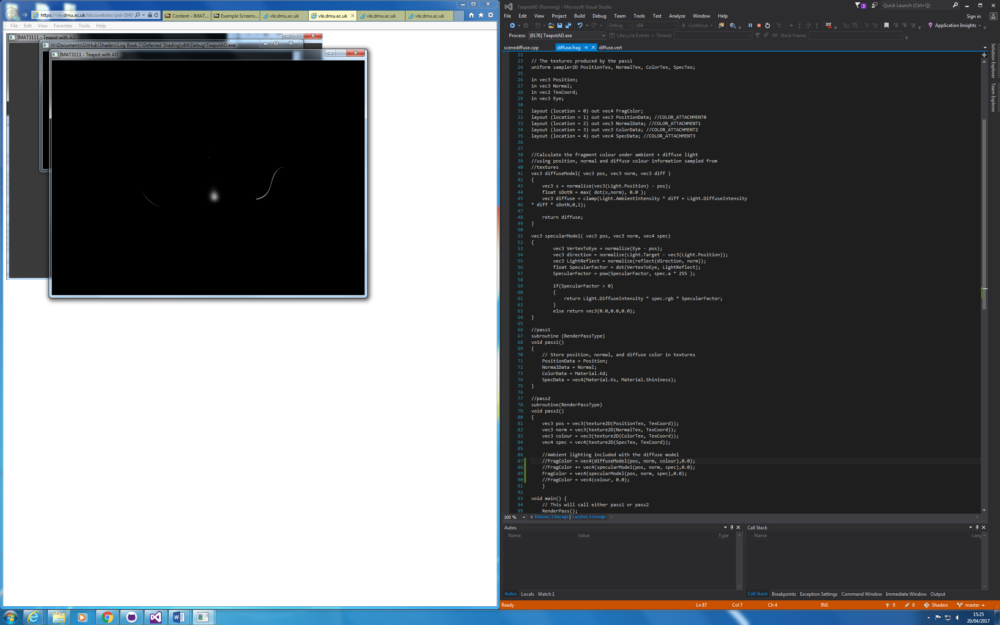 https://vle.dmu.ac.uk/bbcswebdav/pid-3540
Content – IMAT...
Example Screens...
vle.dmu.ac.uk
vle.dmu.ac.uk
vle.dmu.ac.uk
vle.dmu.ac.uk
File Edit View Favorites Tools Help
IMAT3111 - Teapot with AD
H:\Documents\GitHub\Shaders\Log Book C\Deferred Shading\x64\Debug\TeapotAD.exe
IMAT3111 - Teapot with AD
TeapotAD (Running) - Microsoft Visual Studio
3
Quick Launch (Ctrl+Q)
File Edit View Project Build Debug Team Tools Test Analyze Window Help
Sign in
Debug x64 Continue Application Insights
Process: [8176] TeapotAD.exe Lifecycle Events Thread: Stack Frame:
scenediffuse.cpp diffuse.frag diffuse.vert
Solution Explorer
Team Explorer
22
23 // The textures produced by the pass1
24 uniform sampler2D PositionTex, NormalTex, ColorTex, SpecTex;
25
26 in vec3 Position;
27 in vec3 Normal;
28 in vec2 TexCoord;
29 in vec3 Eye;
30
31 layout (location = 0) out vec4 FragColor;
32 layout (location = 1) out vec3 PositionData; //COLOR_ATTACHMENT0
33 layout (location = 2) out vec3 NormalData; //COLOR_ATTACHMENT1
34 layout (location = 3) out vec3 ColorData; //COLOR_ATTACHMENT2
35 layout (location = 4) out vec4 SpecData; //COLOR_ATTACHMENT3
36
37
38 //Calculate the fragment colour under ambient + diffuse light
39 //using position, normal and diffuse colour information sampled from
40 //textures
41 vec3 diffuseModel( vec3 pos, vec3 norm, vec3 diff )
42 {
43 vec3 s = normalize(vec3(Light.Position) - pos);
44 float sDotN = max( dot(s,norm), 0.0 );
45 vec3 diffuse = clamp(Light.AmbientIntensity * diff + Light.DiffuseIntensity
46 * diff * sDotN,0,1);
47
48 return diffuse;
49 }
50
51 vec3 specularModel( vec3 pos, vec3 norm, vec4 spec)
52 {
53 vec3 VertexToEye = normalize(Eye - pos);
54 vec3 direction = normalize(Light.Target - vec3(Light.Position));
55 vec3 LightReflect = normalize(reflect(direction, norm));
56 float SpecularFactor = dot(VertexToEye, LightReflect);
57 SpecularFactor = pow(SpecularFactor, spec.a * 255 );
58
59 if(SpecularFactor > 0)
60 {
61 return Light.DiffuseIntensity * spec.rgb * SpecularFactor;
62 }
63 else return vec3(0.0,0.0,0.0);
64 }
65
66 //pass1
67 subroutine (RenderPassType)
68 void pass1()
69 {
70 // Store position, normal, and diffuse color in textures
71 PositionData = Position;
72 NormalData = Normal;
73 ColorData = Material.Kd;
74 SpecData = vec4(Material.Ks, Material.Shininess);
75 }
76
77 //pass2
78 subroutine(RenderPassType)
79 void pass2()
80 {
81 vec3 pos = vec3(texture2D(PositionTex, TexCoord));
82 vec3 norm = vec3(texture2D(NormalTex, TexCoord));
83 vec3 colour = vec3(texture2D(ColorTex, TexCoord));
84 vec4 spec = vec4(texture2D(SpecTex, TexCoord));
85
86 //Ambient lighting included with the diffuse model
87 //FragColor = vec4(diffuseModel(pos, norm, colour),0.0);
88 //FragColor += vec4(specularModel(pos, norm, spec),0.0);
89 FragColor = vec4(specularModel(pos, norm, spec),0.0);
90 //FragColor = vec4(colour, 0.0);
91 }
92
93 void main() {
94 // This will call either pass1 or pass2
95 RenderPass();
100 % EllaLion, 1 day ago | 1 author, 1 change
Autos
Name Value Type
Call Stack
Name Lang
Autos Locals Watch 1
Call Stack Breakpoints Exception Settings Command Window Immediate Window Output
Ready Ln 87 Col 7 Ch 4 INS 0 0 Shaders master
15:25
20/04/2017